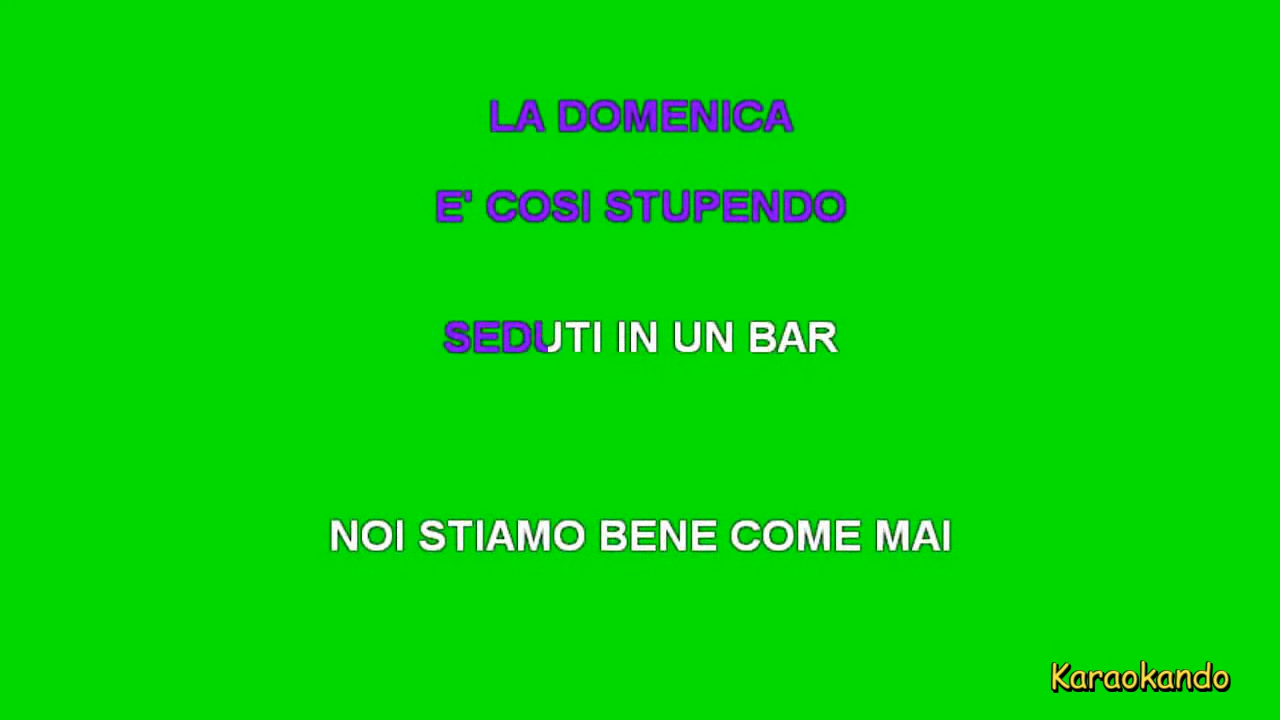 LA DOMENICA
E' COSI STUPENDO
SEDUTI IN UN BAR
NOI STIAMO BENE COME MAI
Karaokando